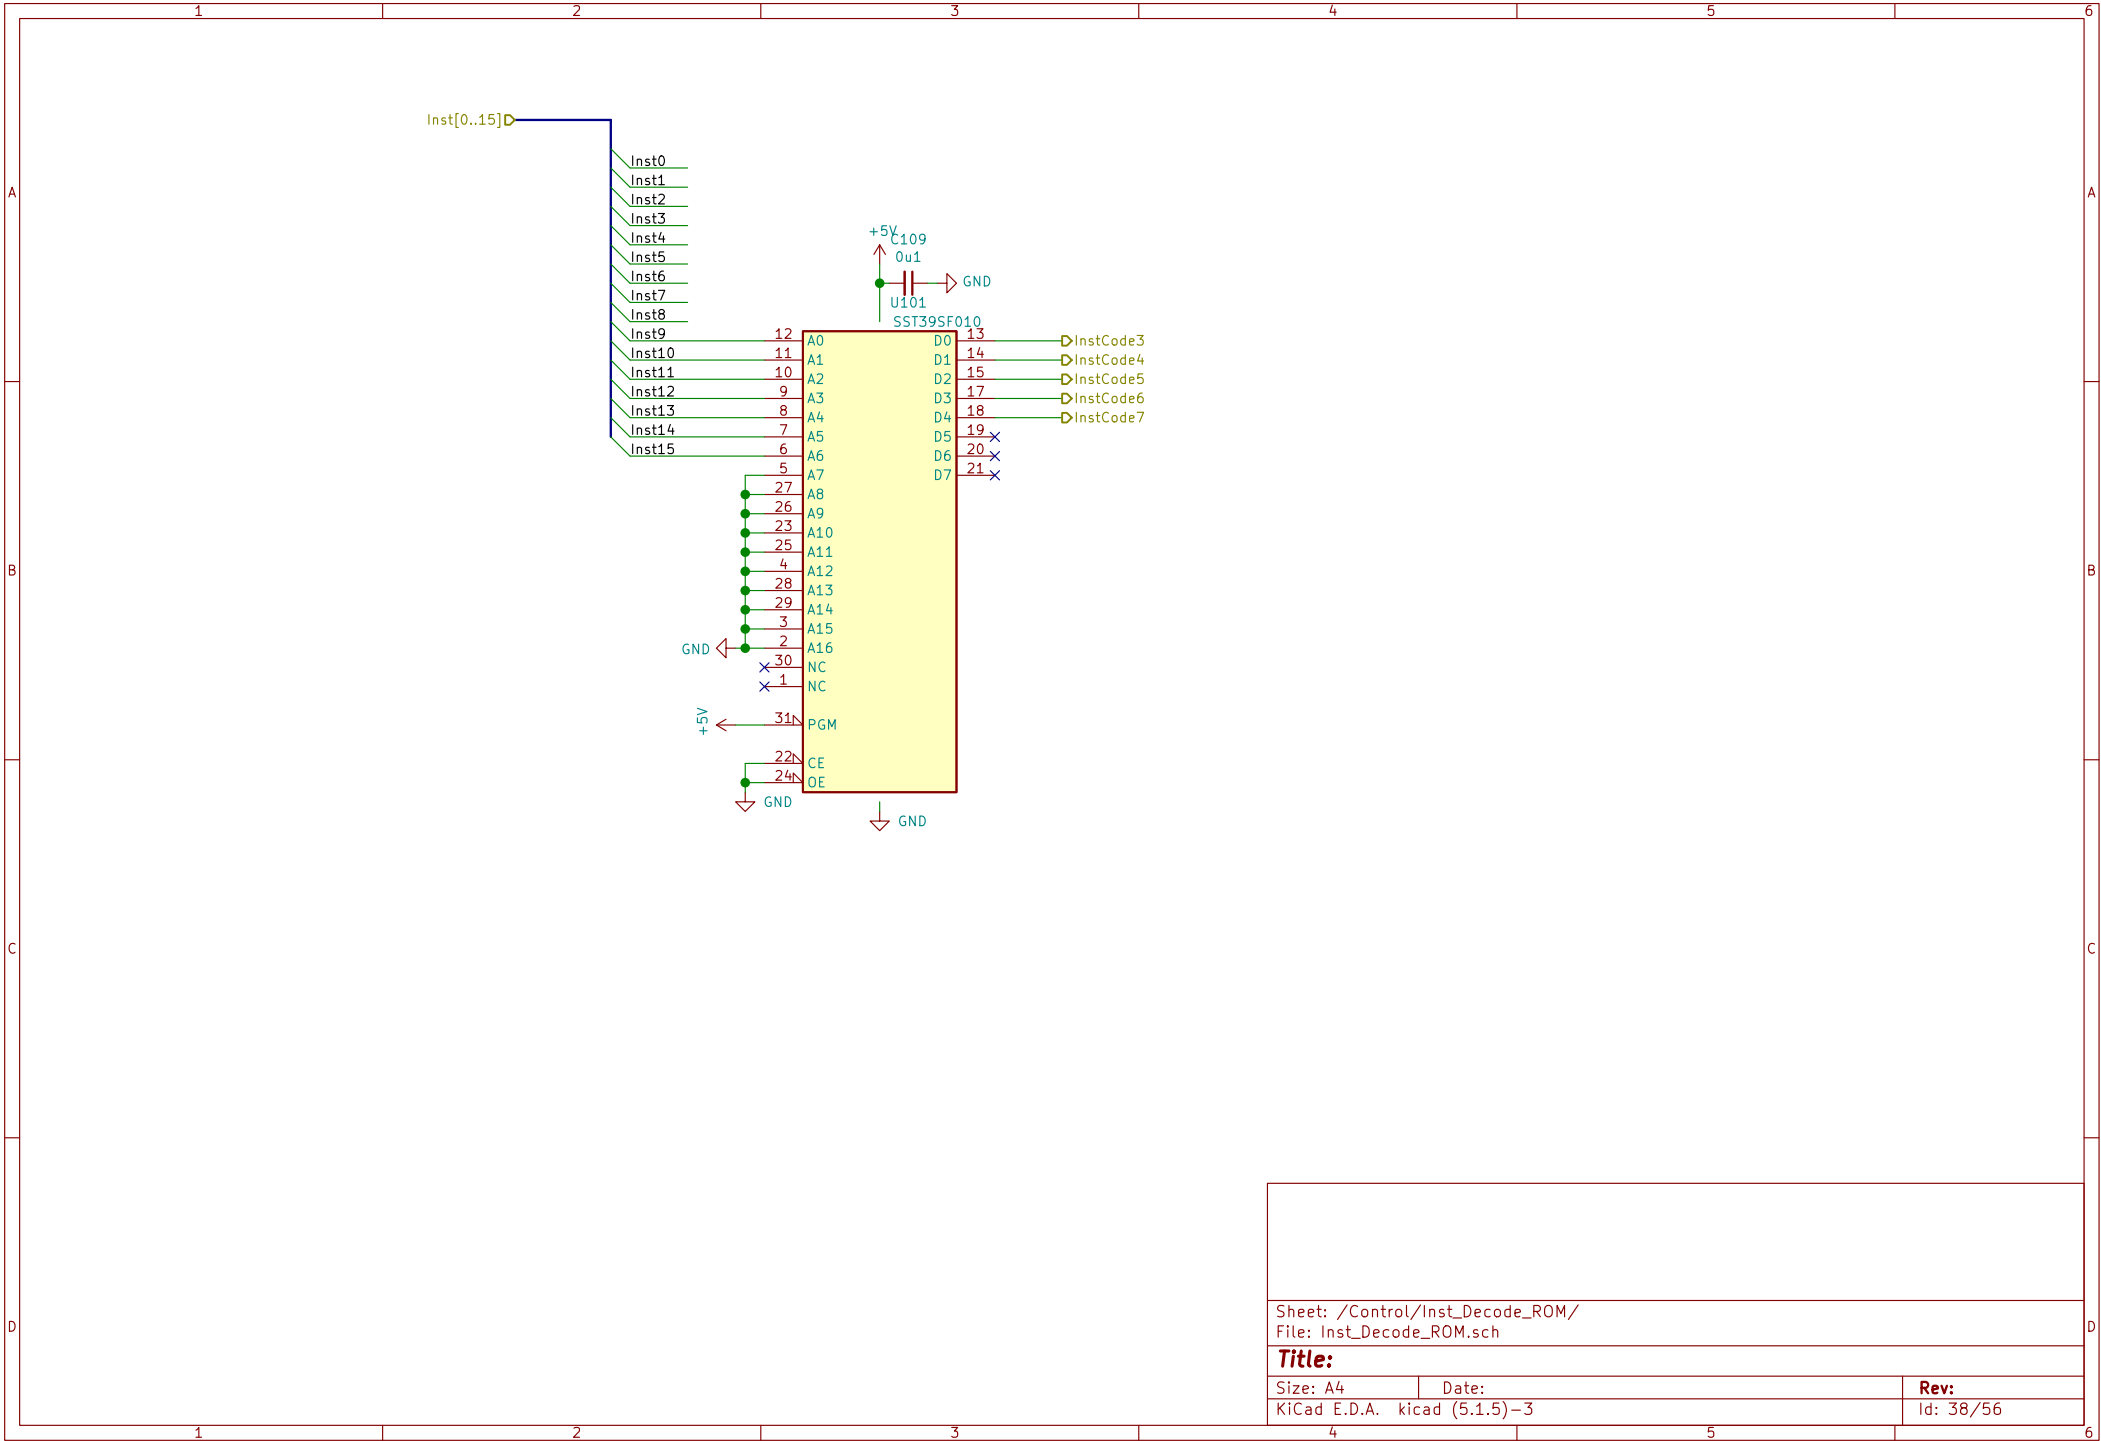 1 2 3 4 5 6
Inst[0..15]
Inst0
Inst1
A A
Inst2
Inst3
+5V
Inst4 C109
Inst5 0u1
Inst6 GND
Inst7 U101
Inst8 SST39SF010
Inst9 12 A0 D0 13 InstCode3
Inst10 11 A1 D1 14 InstCode4
Inst11 10 A2 D2 15 InstCode5
Inst12 9 A3 D3 17 InstCode6
Inst13 8 A4 D4 18 InstCode7
Inst14 7 A5 D5 19
Inst15 6 A6 D6 20
5 A7 D7 21
27 A8
26 A9
23 A10
25 A11
B 4 A12 B
28 A13
29 A14
3 A15
GND 2 A16
30 NC
1 NC
+5V 31 PGM
22 CE
24 OE
GND
GND
C C
Sheet: /Control/Inst_Decode_ROM/
D D
File: Inst_Decode_ROM.sch
Title:
Size: A4 Date: Rev:
KiCad E.D.A. kicad (5.1.5)-3 Id: 38/56
1 2 3 4 5 6